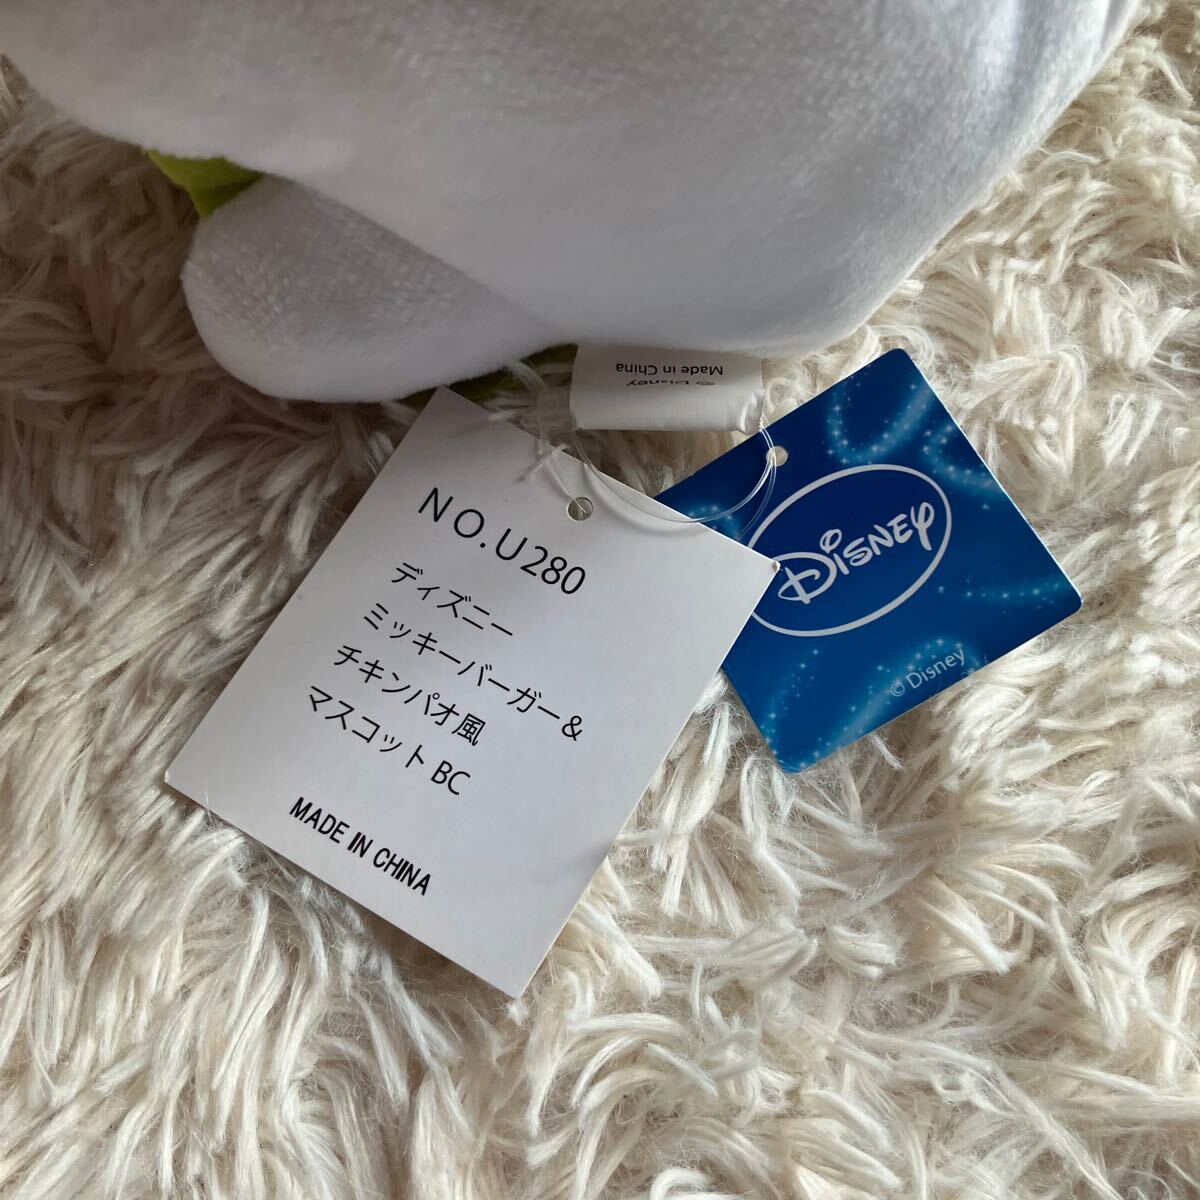 © Disney
Made in China
NO.U280
ディズニー
ミッキーバーガー＆
チキンパオ風
マスコット BC
MADE IN CHINA
Disney
© Disney